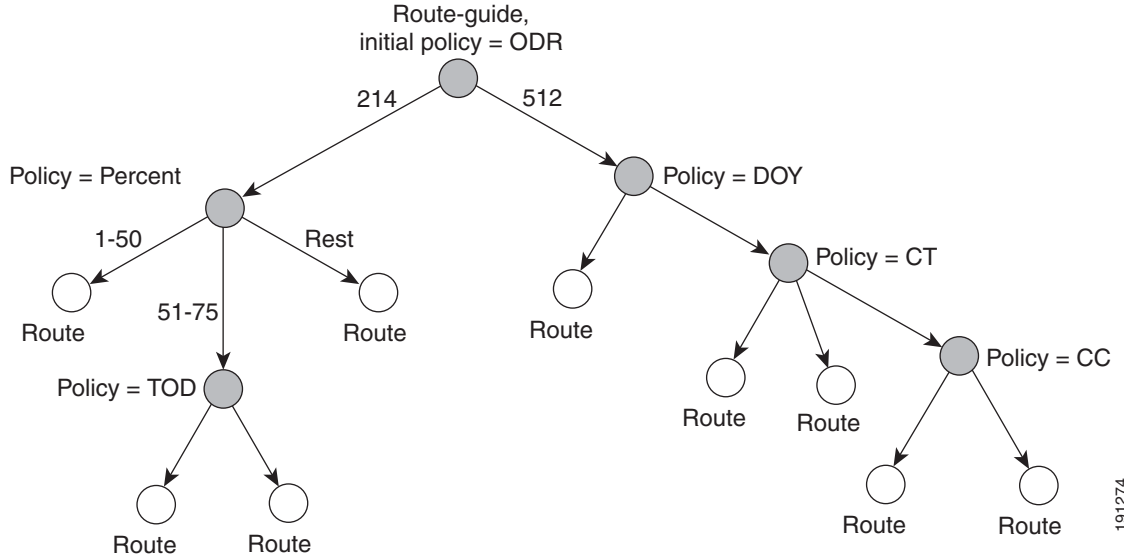 Route-guide,
initial policy = ODR
214
512
Policy = Percent
Policy = DOY
1-50
Rest
Policy = CT
51-75
Route
Route
Route
Policy = CC
Policy = TOD
Route
Route
Route
Route
Route
Route
191274